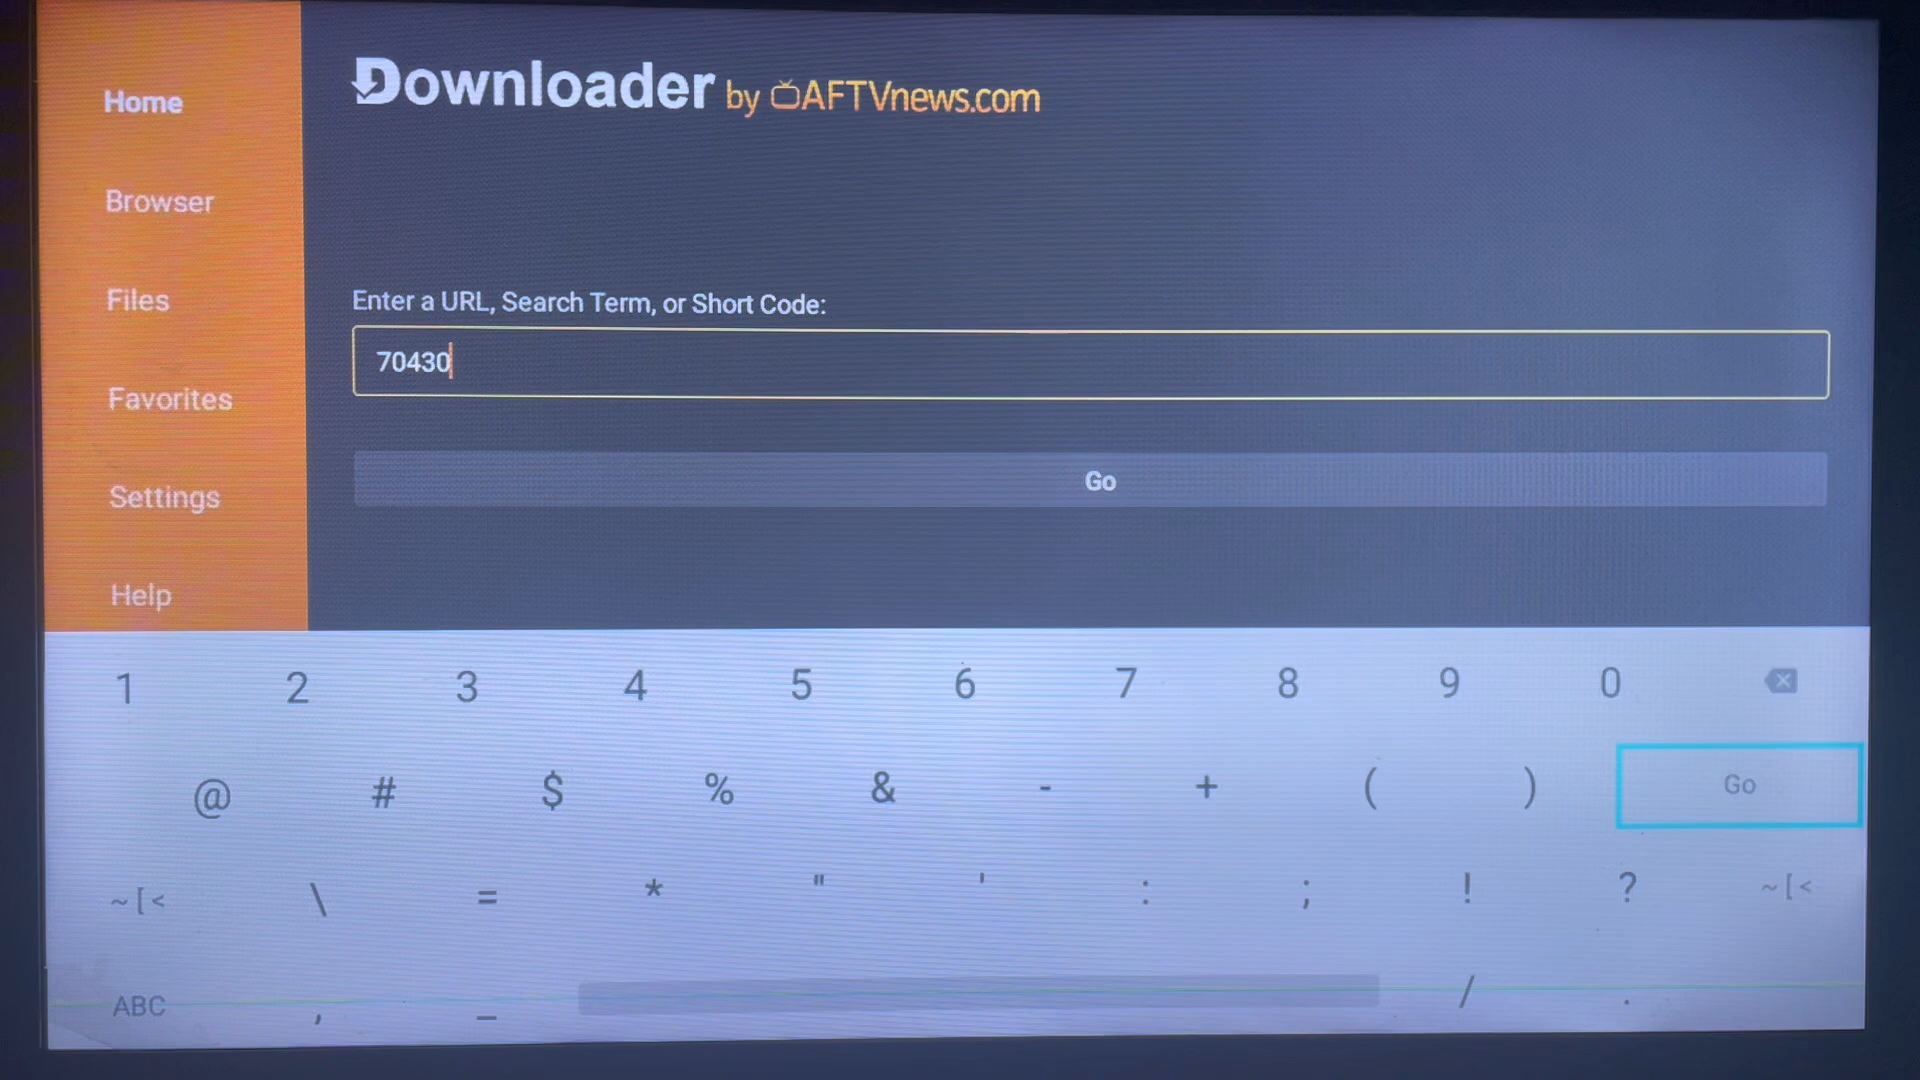 Home
Browser
Files
Favorites
Settings
Help
Downloader by AFTVnews.com
Enter a URL, Search Term, or Short Code:
70430
Go
1 2 3 4 5 6 7 8 9 0
@ # $ % & - + ( ) Go
~[< \ = * " ' : ; ! ? ~[<
ABC , _ / .